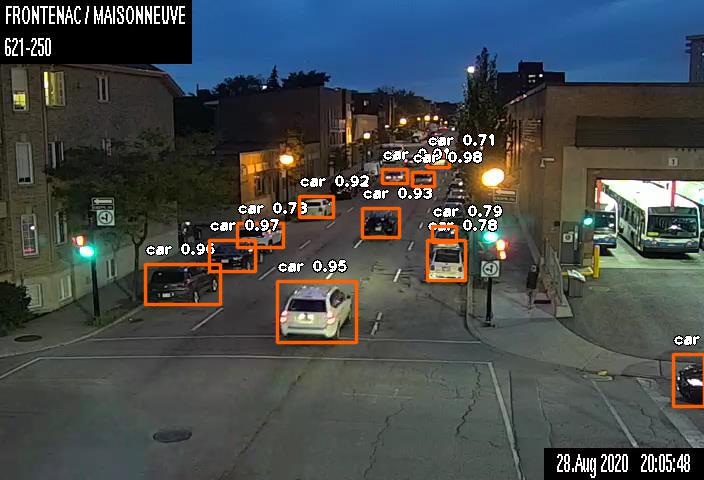 FRONTENAC / MAISONNEUVE
621-250
car 0.71
car
car 0.98
car 0.92
car 0.93
car 0.73
car 0.79
car 0.97
car 0.78
car 0.96
car 0.95
car
1
28.Aug 2020 20:05:48